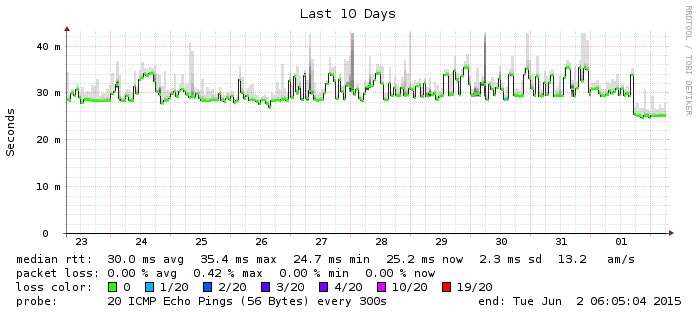 Last 10 Days
RRDTOOL / TOBI OETIKER
Seconds
40 m
30 m
20 m
10 m
0
23 24 25 26 27 28 29 30 31 01
median rtt: 30.0 ms avg 35.4 ms max 24.7 ms min 25.2 ms now 2.3 ms sd 13.2 am/s
packet loss: 0.00 % avg 0.42 % max 0.00 % min 0.00 % now
loss color: 0 1/20 2/20 3/20 4/20 10/20 19/20
probe: 20 ICMP Echo Pings (56 Bytes) every 300s end: Tue Jun 2 06:05:04 2015